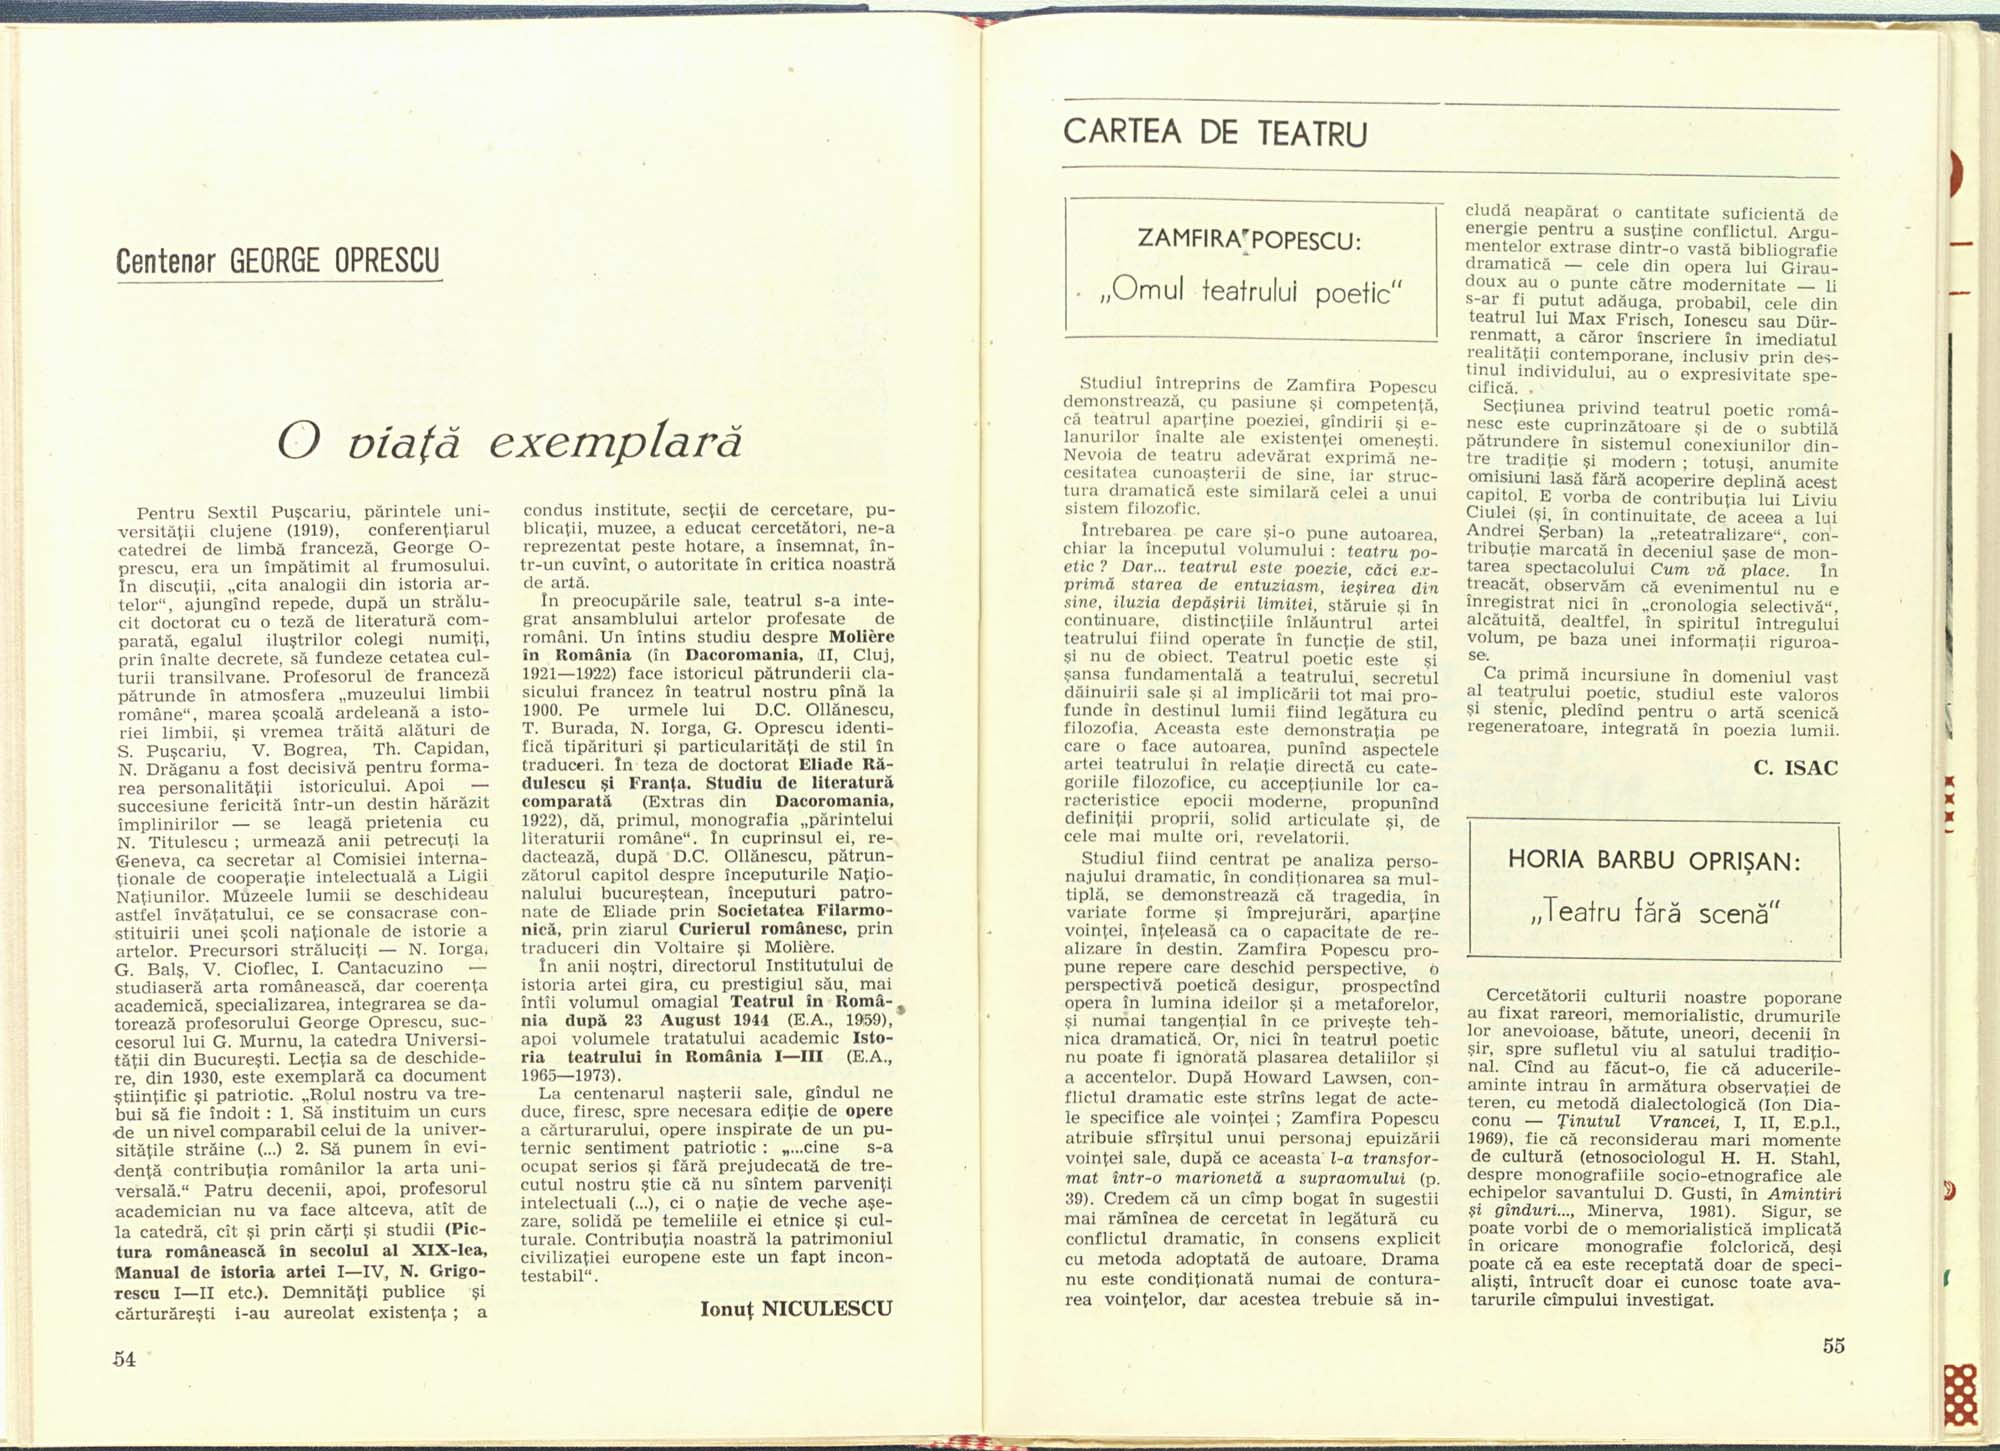 Centenar GEORGE OPRESCU
O viață exemplară
Pentru Sextil Pușcariu, părintele uni-
versității clujene (1919), conferențiarul
catedrei de limbă franceză, George O-
prescu, era un împătimit al frumosului.
În discuții, „cita analogii din istoria ar-
telor“, ajungînd repede, după un strălu-
cit doctorat cu o teză de literatură com-
parată, egalul iluștrilor colegi numiți,
prin înalte decrete, să fundeze cetatea cul-
turii transilvane. Profesorul de franceză
pătrunde în atmosfera „muzeului limbii
române“, marea școală ardeleană a isto-
riei limbii, și vremea trăită alături de
S. Pușcariu, V. Bogrea, Th. Capidan,
N. Drăganu a fost decisivă pentru forma-
rea personalității istoricului. Apoi —
succesiune fericită într-un destin hărăzit
împlinirilor — se leagă prietenia cu
N. Titulescu ; urmează anii petrecuți la
Geneva, ca secretar al Comisiei interna-
ționale de cooperație intelectuală a Ligii
Națiunilor. Muzeele lumii se deschideau
astfel învățatului, ce se consacrase con-
stituirii unei școli naționale de istorie a
artelor. Precursori străluciți — N. Iorga,
G. Balș, V. Cioflec, I. Cantacuzino —
studiaseră arta românească, dar coerența
academică, specializarea, integrarea se da-
torează profesorului George Oprescu, suc-
cesorul lui G. Murnu, la catedra Universi-
tății din București. Lecția sa de deschide-
re, din 1930, este exemplară ca document
științific și patriotic. „Rolul nostru va tre-
bui să fie îndoit : 1. Să instituim un curs
de un nivel comparabil celui de la univer-
sitățile străine (...) 2. Să punem în evi-
dență contribuția românilor la arta uni-
versală.“ Patru decenii, apoi, profesorul
academician nu va face altceva, atît de
la catedră, cît și prin cărți și studii (Pic-
tura românească în secolul al XIX-lea,
Manual de istoria artei I—IV, N. Grigo-
rescu I—II etc.). Demnități publice și
cărturărești i-au aureolat existența ; a
condus institute, secții de cercetare, pu-
blicații, muzee, a educat cercetători, ne-a
reprezentat peste hotare, a însemnat, în-
tr-un cuvînt, o autoritate în critica noastră
de artă.
În preocupările sale, teatrul s-a inte-
grat ansamblului artelor profesate de
români. Un întins studiu despre Molière
în România (în Dacoromania, II, Cluj,
1921—1922) face istoricul pătrunderii cla-
sicului francez în teatrul nostru pînă la
1900. Pe urmele lui D.C. Ollănescu,
T. Burada, N. Iorga, G. Oprescu identi-
fică tipărituri și particularități de stil în
traduceri. În teza de doctorat Eliade Ră-
dulescu și Franța. Studiu de literatură
comparată (Extras din Dacoromania,
1922), dă, primul, monografia „părintelui
literaturii române“. În cuprinsul ei, re-
dactează, după D.C. Ollănescu, pătrun-
zătorul capitol despre începuturile Națio-
nalului bucureștean, începuturi patro-
nate de Eliade prin Societatea Filarmo-
nică, prin ziarul Curierul românesc, prin
traduceri din Voltaire și Molière.
În anii noștri, directorul Institutului de
istoria artei gira, cu prestigiul său, mai
întîi volumul omagial Teatrul în Româ-
nia după 23 August 1944 (E.A., 1959),
apoi volumele tratatului academic Isto-
ria teatrului în România I—III (E.A.,
1965—1973).
La centenarul nașterii sale, gîndul ne
duce, firesc, spre necesara ediție de opere
a cărturarului, opere inspirate de un pu-
ternic sentiment patriotic : „...cine s-a
ocupat serios și fără prejudecată de tre-
cutul nostru știe că nu sîntem parveniți
intelectuali (...), ci o nație de veche așe-
zare, solidă pe temeliile ei etnice și cul-
turale. Contribuția noastră la patrimoniul
civilizației europene este un fapt incon-
testabil“.
Ionuț NICULESCU
54
CARTEA DE TEATRU
ZAMFIRA POPESCU:
„Omul teatrului poetic“
Studiul întreprins de Zamfira Popescu
demonstrează, cu pasiune și competență,
că teatrul aparține poeziei, gîndirii și e-
lanurilor înalte ale existenței omenești.
Nevoia de teatru adevărat exprimă ne-
cesitatea cunoașterii de sine, iar struc-
tura dramatică este similară celei a unui
sistem filozofic.
Întrebarea pe care și-o pune autoarea,
chiar la începutul volumului : teatru po-
etic ? Dar... teatrul este poezie, căci ex-
primă starea de entuziasm, ieșirea din
sine, iluzia depășirii limitei, stăruie și în
continuare, distincțiile înlăuntrul artei
teatrului fiind operate în funcție de stil,
și nu de obiect. Teatrul poetic este și
șansa fundamentală a teatrului, secretul
dăinuirii sale și al implicării tot mai pro-
funde în destinul lumii fiind legătura cu
filozofia. Aceasta este demonstrația pe
care o face autoarea, punînd aspectele
artei teatrului în relație directă cu cate-
goriile filozofice, cu accepțiunile lor ca-
racteristice epocii moderne, propunînd
definiții proprii, solid articulate și, de
cele mai multe ori, revelatorii.
Studiul fiind centrat pe analiza perso-
najului dramatic, în condiționarea sa mul-
tiplă, se demonstrează că tragedia, în
variate forme și împrejurări, aparține
voinței, înțeleasă ca o capacitate de re-
alizare în destin. Zamfira Popescu pro-
pune repere care deschid perspective, o
perspectivă poetică desigur, prospectînd
opera în lumina ideilor și a metaforelor,
și numai tangențial în ce privește teh-
nica dramatică. Or, nici în teatrul poetic
nu poate fi ignorată plasarea detaliilor și
a accentelor. După Howard Lawsen, con-
flictul dramatic este strîns legat de acte-
le specifice ale voinței ; Zamfira Popescu
atribuie sfîrșitul unui personaj epuizării
voinței sale, după ce aceasta l-a transfor-
mat într-o marionetă a supraomului (p.
39). Credem că un cîmp bogat în sugestii
mai rămînea de cercetat în legătură cu
conflictul dramatic, în consens explicit
cu metoda adoptată de autoare. Drama
nu este condiționată numai de contura-
rea voințelor, dar acestea trebuie să in-
cludă neapărat o cantitate suficientă de
energie pentru a susține conflictul. Argu-
mentelor extrase dintr-o vastă bibliografie
dramatică — cele din opera lui Girau-
doux au o punte către modernitate — li
s-ar fi putut adăuga, probabil, cele din
teatrul lui Max Frisch, Ionescu sau Dür-
renmatt, a căror înscriere în imediatul
realității contemporane, inclusiv prin des-
tinul individului, au o expresivitate spe-
cifică.
Secțiunea privind teatrul poetic româ-
nesc este cuprinzătoare și de o subtilă
pătrundere în sistemul conexiunilor din-
tre tradiție și modern ; totuși, anumite
omisiuni lasă fără acoperire deplină acest
capitol. E vorba de contribuția lui Liviu
Ciulei (și, în continuitate, de aceea a lui
Andrei Șerban) la „reteatralizare“, con-
tribuție marcată în deceniul șase de mon-
tarea spectacolului Cum vă place. În
treacăt, observăm că evenimentul nu e
înregistrat nici în „cronologia selectivă“,
alcătuită, dealtfel, în spiritul întregului
volum, pe baza unei informații riguroa-
se.
Ca primă incursiune în domeniul vast
al teatrului poetic, studiul este valoros
și stenic, pledînd pentru o artă scenică
regeneratoare, integrată în poezia lumii.
C. ISAC
HORIA BARBU OPRIȘAN:
„Teatru fără scenă“
Cercetătorii culturii noastre poporane
au fixat rareori, memorialistic, drumurile
lor anevoioase, bătute, uneori, decenii în
șir, spre sufletul viu al satului tradițio-
nal. Cînd au făcut-o, fie că aducerile-
aminte intrau în armătura observației de
teren, cu metodă dialectologică (Ion Dia-
conu — Ținutul Vrancei, I, II, E.p.l.,
1969), fie că reconsiderau mari momente
de cultură (etnosociologul H. H. Stahl,
despre monografiile socio-etnografice ale
echipelor savantului D. Gusti, în Amintiri
și gînduri..., Minerva, 1981). Sigur, se
poate vorbi de o memorialistică implicată
în oricare monografie folclorică, deși
poate că ea este receptată doar de speci-
aliști, întrucît doar ei cunosc toate ava-
tarurile cîmpului investigat.
55